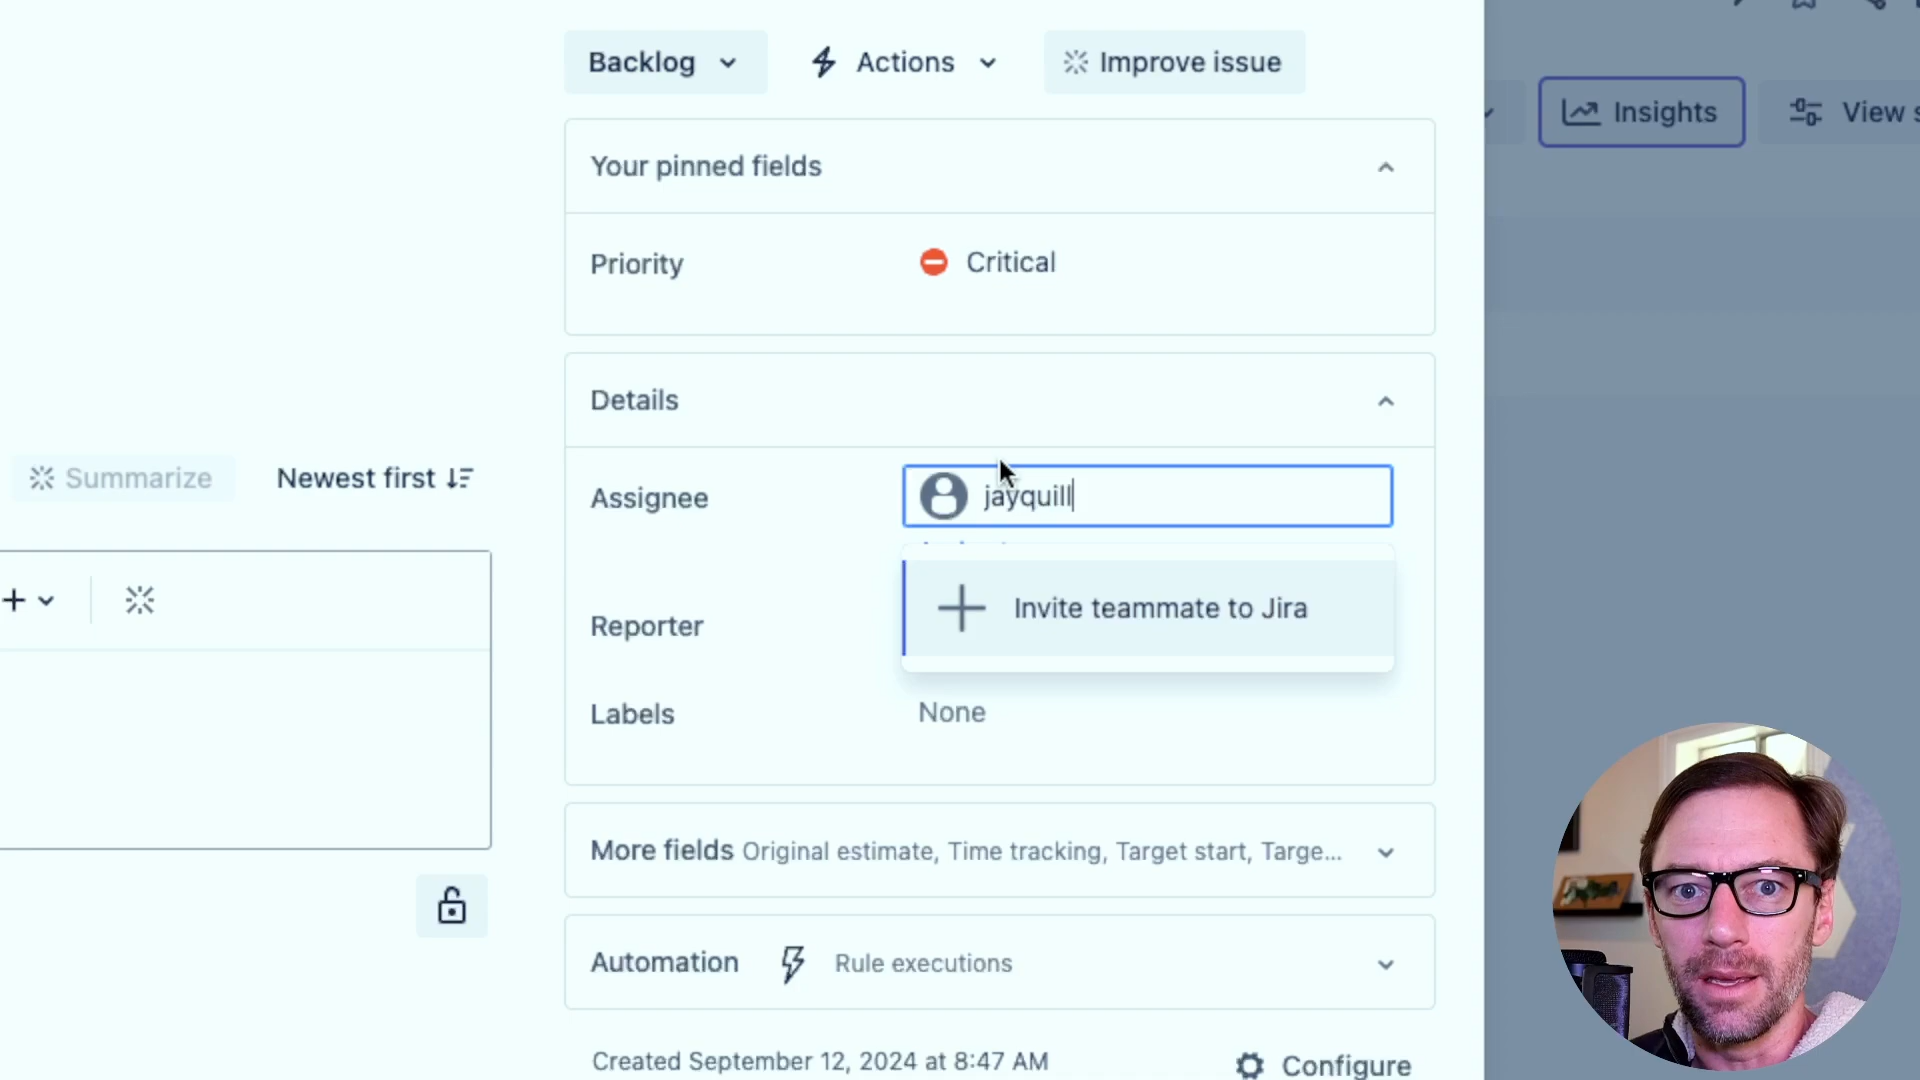 Backlog
Actions
Improve issue
Insights
View
Your pinned fields
Priority
Critical
Details
Summarize
Newest first
Assignee
jayquill
Invite teammate to Jira
Reporter
Labels
None
More fields Original estimate, Time tracking, Target start, Targe...
Automation
Rule executions
Created September 12, 2024 at 8:47 AM
Configure